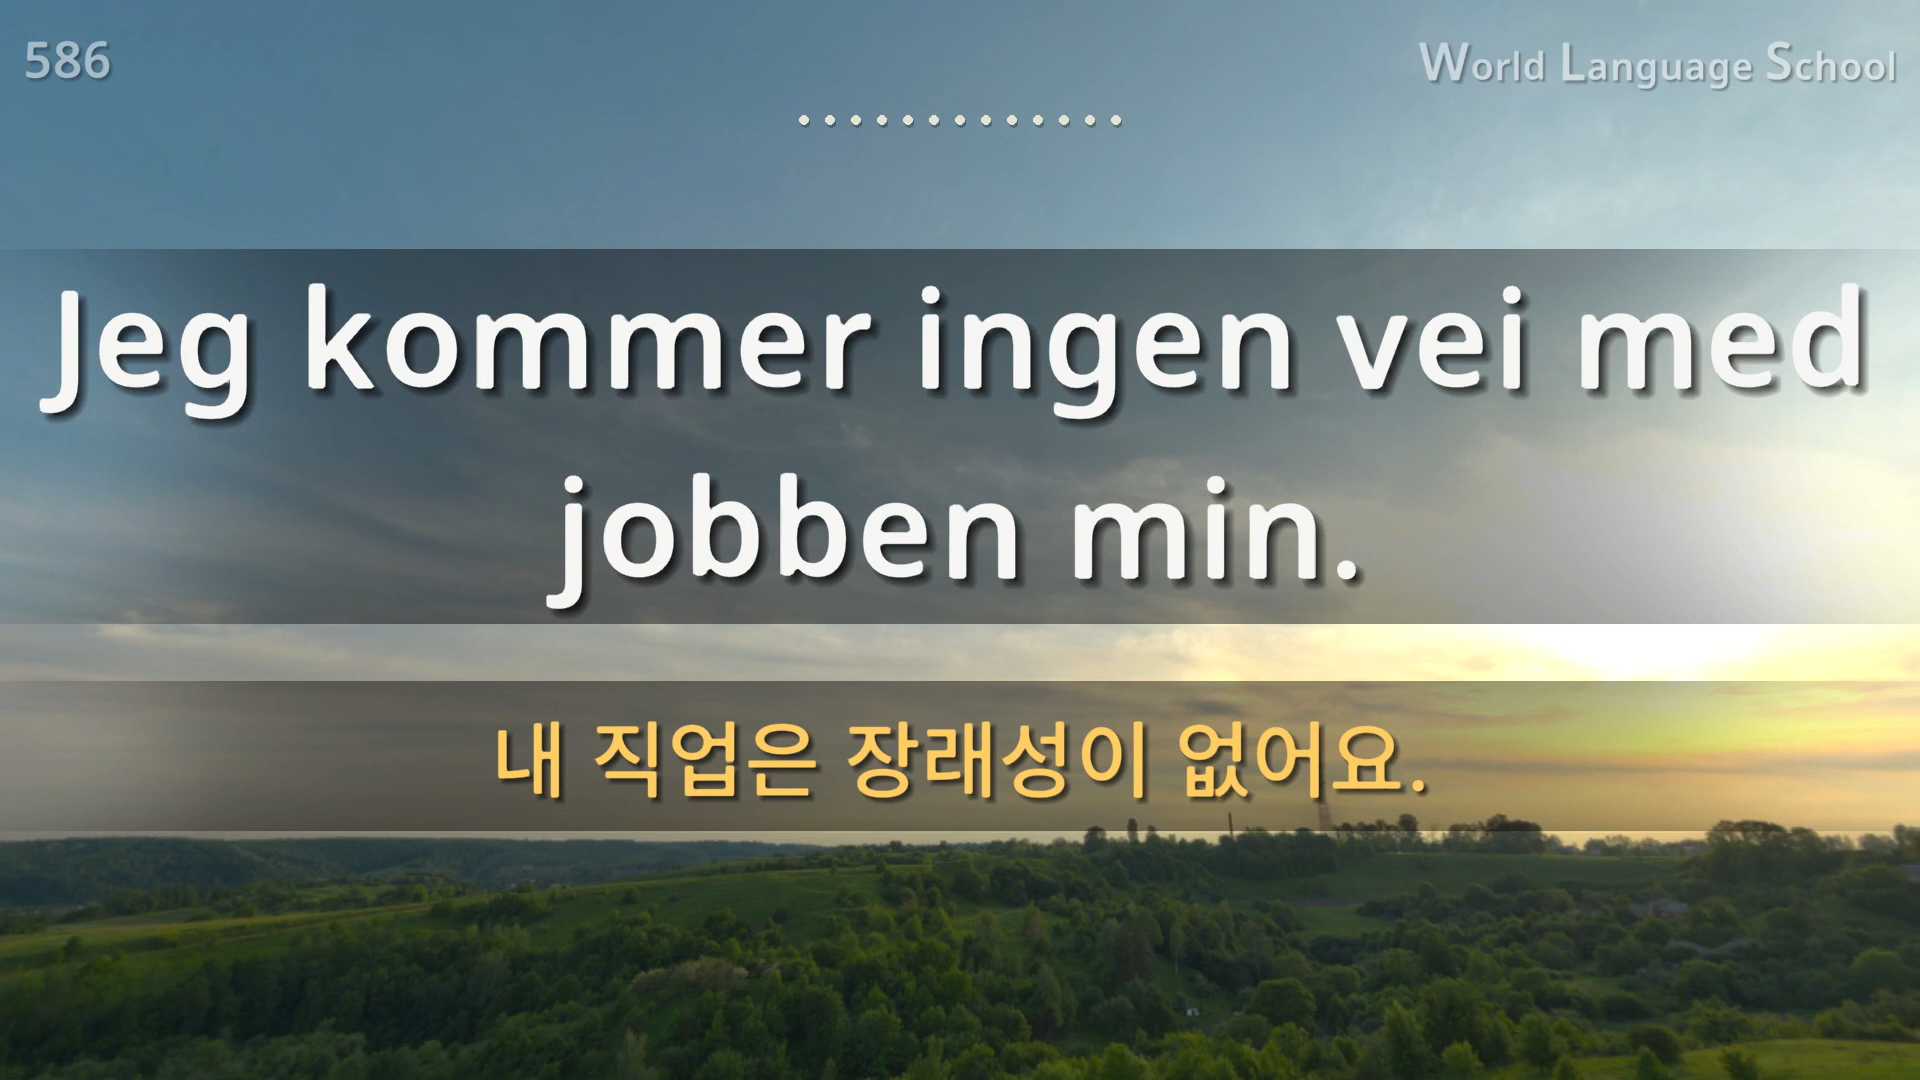 586
World Language School
Jeg kommer ingen vei med
jobben min.
내 직업은 장래성이 없어요.